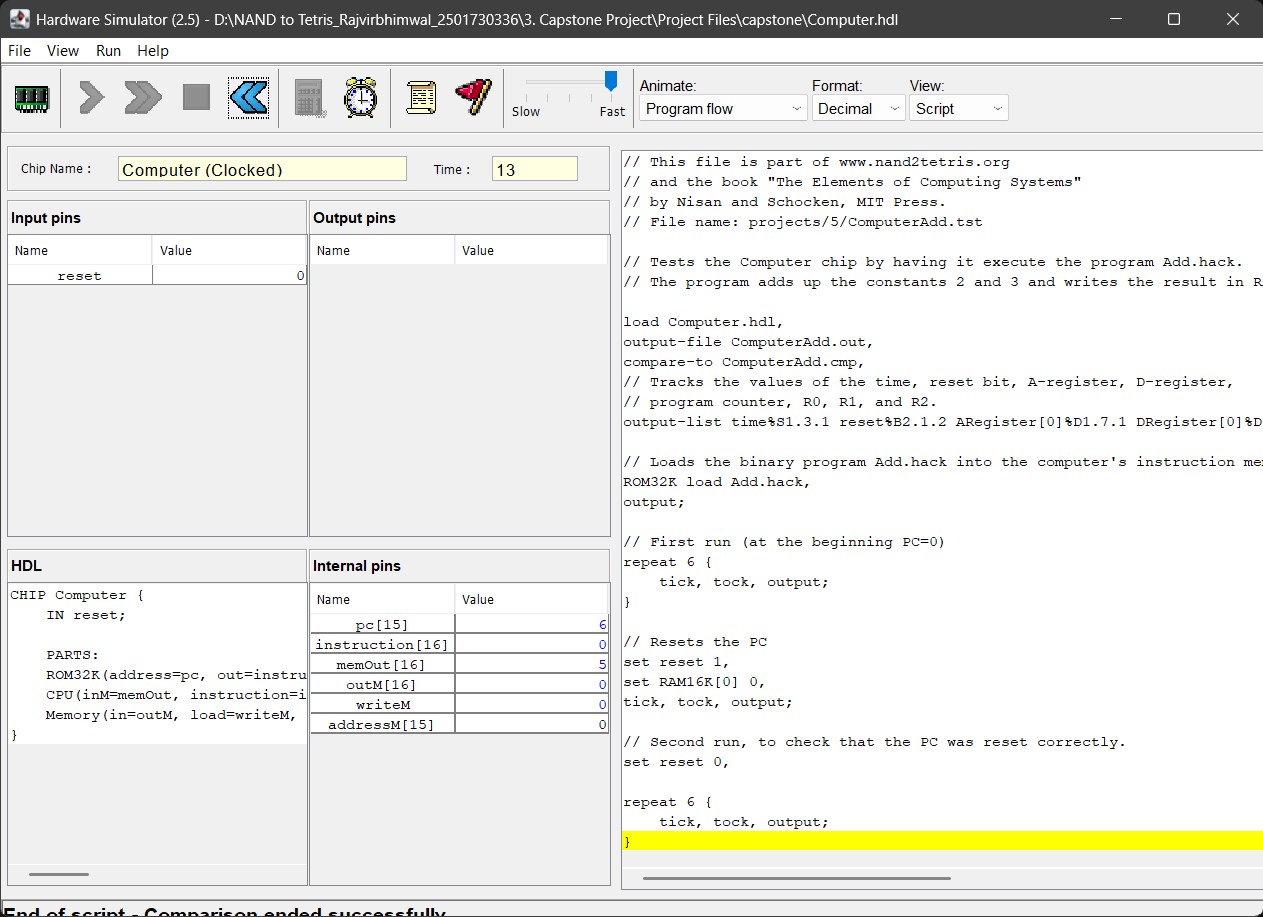 Hardware Simulator (2.5) - D:\NAND to Tetris_Rajvirbhimwal_2501730336\3. Capstone Project\Project Files\capstone\Computer.hdl
File View Run Help
Slow Fast
Animate: Format: View:
Program flow Decimal Script
Chip Name : Computer (Clocked) Time : 13
Input pins
Name Value
reset 0
Output pins
Name Value
HDL
CHIP Computer {
IN reset;
PARTS:
ROM32K(address=pc, out=instru
CPU(inM=memOut, instruction=i
Memory(in=outM, load=writeM,
}
Internal pins
Name Value
pc[15] 6
instruction[16] 0
memOut[16] 5
outM[16] 0
writeM 0
addressM[15] 0
// This file is part of www.nand2tetris.org
// and the book "The Elements of Computing Systems"
// by Nisan and Schocken, MIT Press.
// File name: projects/5/ComputerAdd.tst
// Tests the Computer chip by having it execute the program Add.hack.
// The program adds up the constants 2 and 3 and writes the result in R
load Computer.hdl,
output-file ComputerAdd.out,
compare-to ComputerAdd.cmp,
// Tracks the values of the time, reset bit, A-register, D-register,
// program counter, R0, R1, and R2.
output-list time%S1.3.1 reset%B2.1.2 ARegister[0]%D1.7.1 DRegister[0]%D
// Loads the binary program Add.hack into the computer's instruction me
ROM32K load Add.hack,
output;
// First run (at the beginning PC=0)
repeat 6 {
tick, tock, output;
}
// Resets the PC
set reset 1,
set RAM16K[0] 0,
tick, tock, output;
// Second run, to check that the PC was reset correctly.
set reset 0,
repeat 6 {
tick, tock, output;
}
End of script - Comparison ended successfully